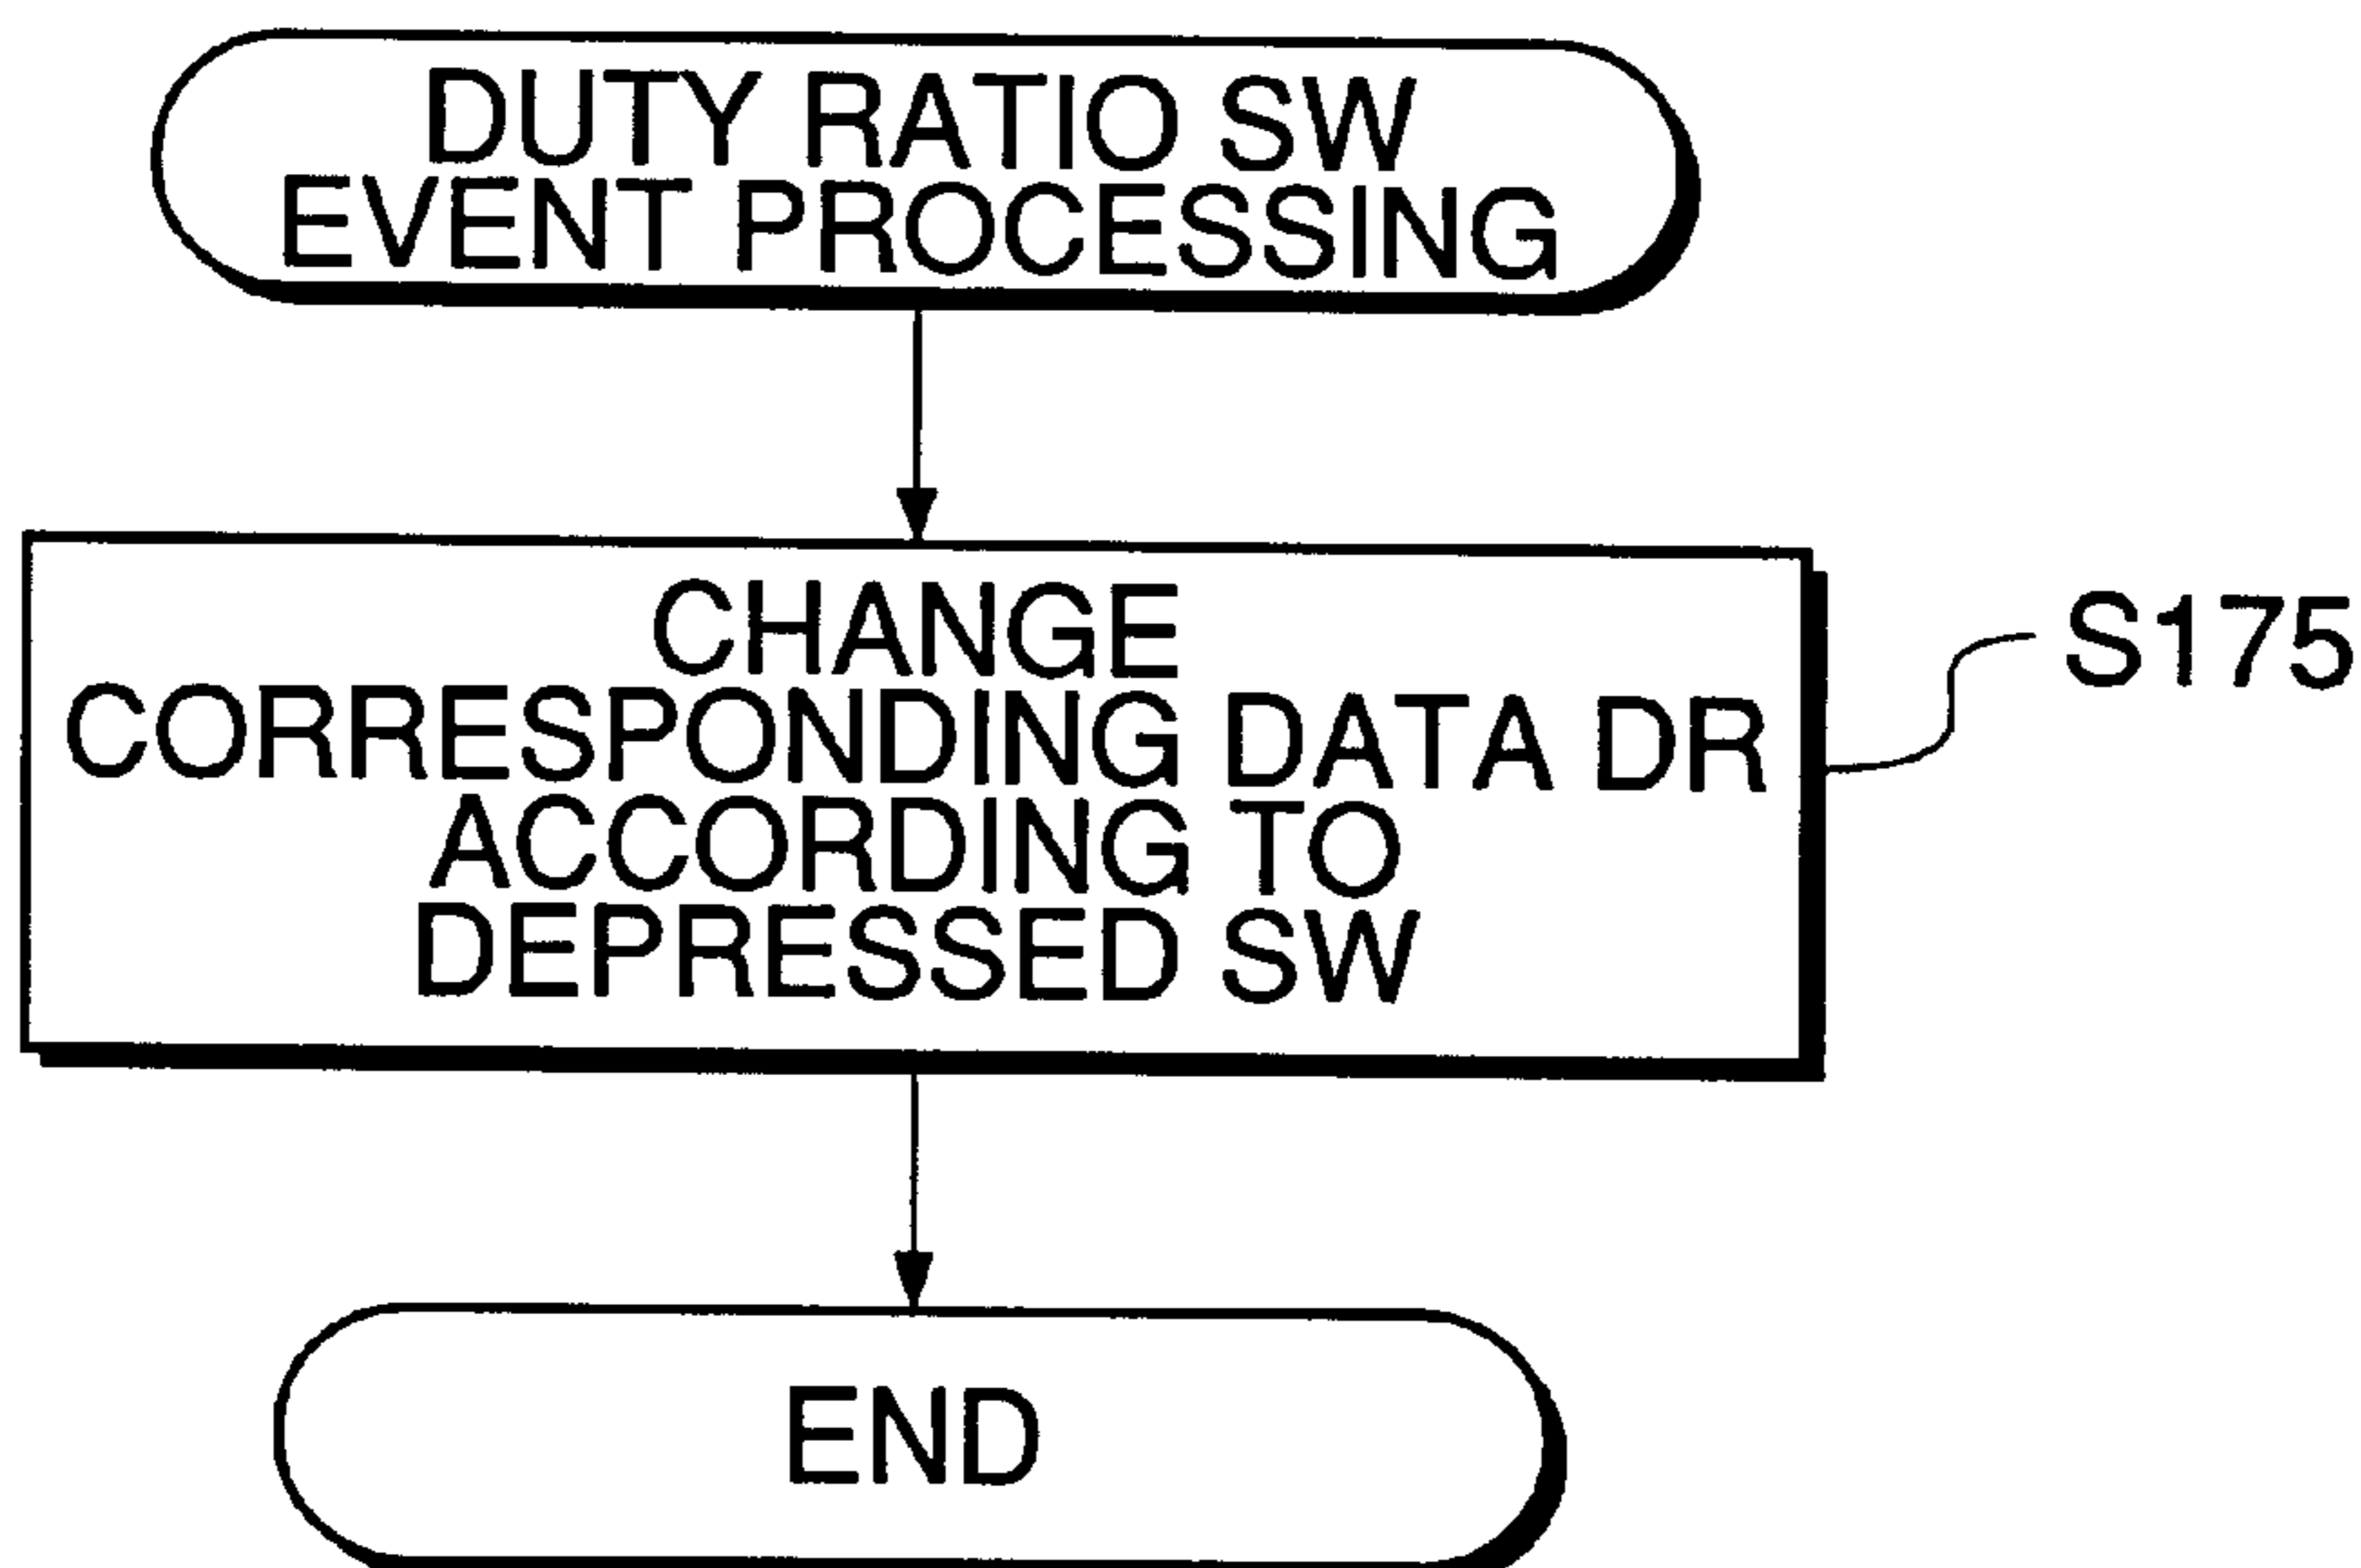 DUTY RATIO SW
EVENT PROCESSING
CHANGE
CORRESPONDING DATA DR
ACCORDING TO
DEPRESSED SW
S175
END